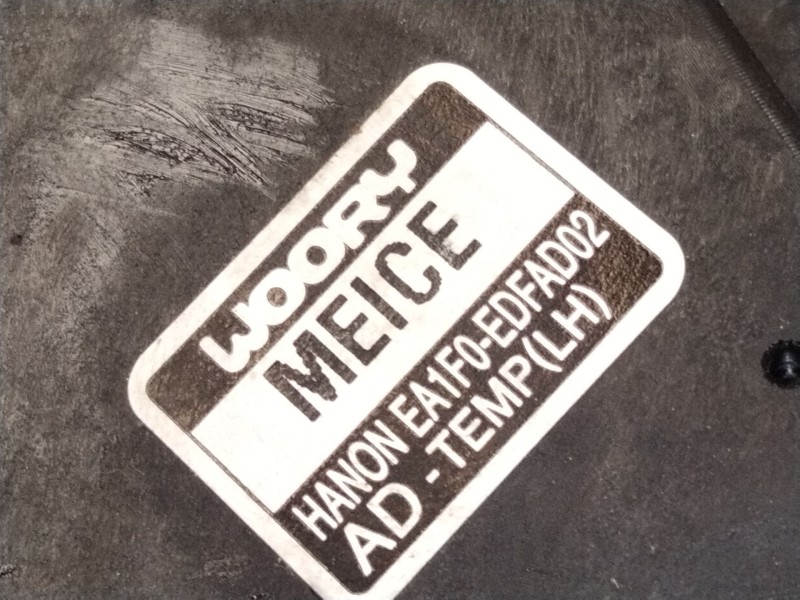 WOORY
MEICE
HANON EA1F0-EDFAD02
AD - TEMP(LH)